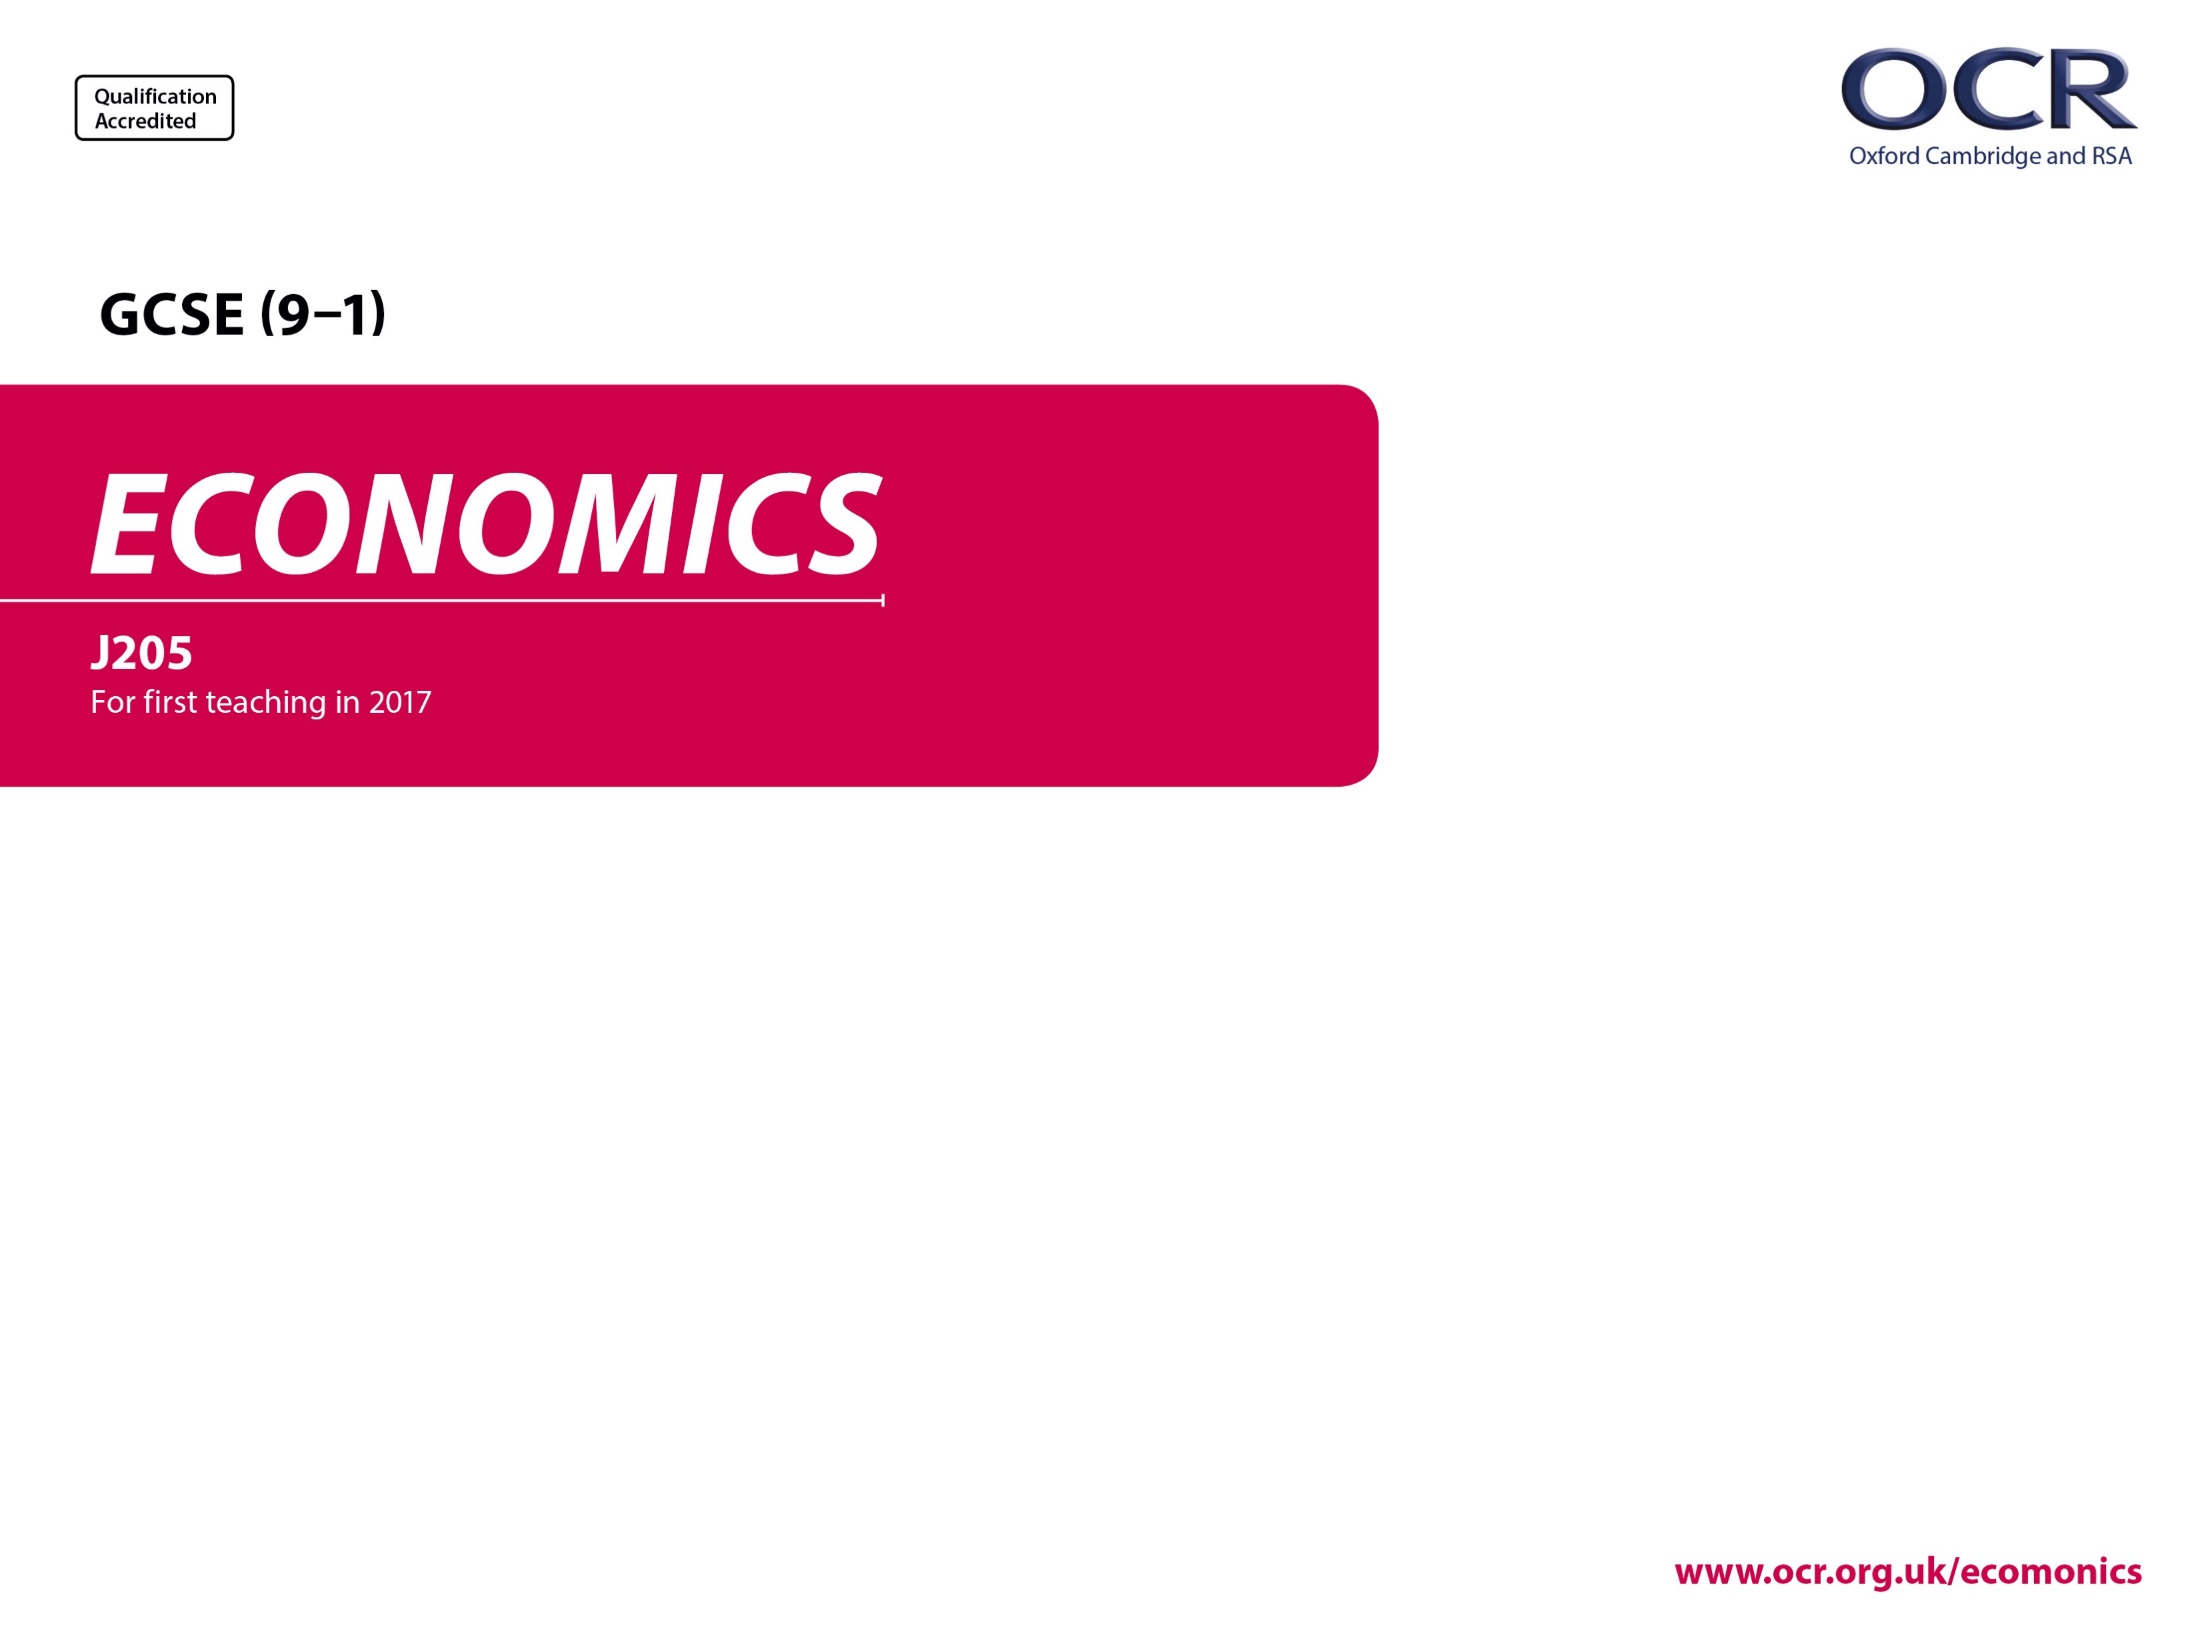 Qualification
Accredited
OCR
Oxford Cambridge and RSA
GCSE (9–1)
ECONOMICS
J205
For first teaching in 2017
www.ocr.org.uk/ecomonics